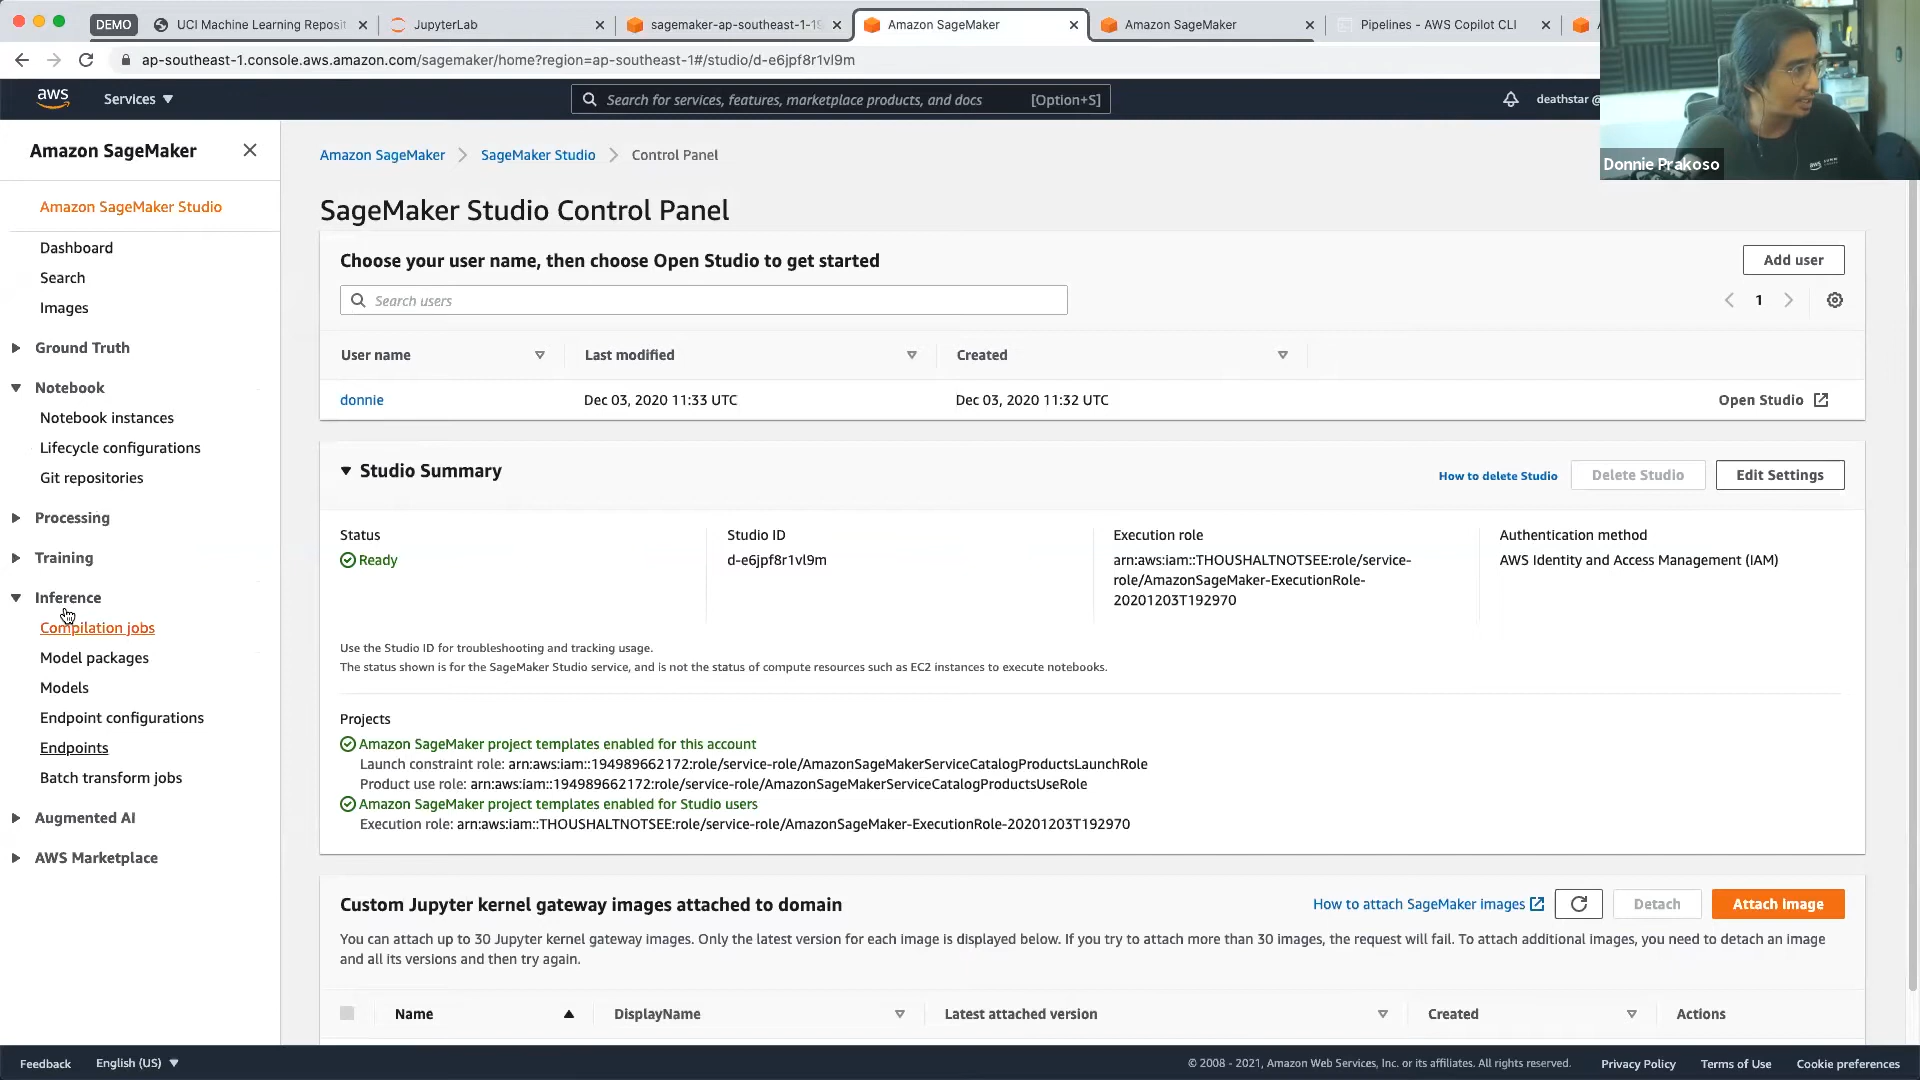 DEMO
UCI Machine Learning Reposit
JupyterLab
sagemaker-ap-southeast-1-19
Amazon SageMaker
Amazon SageMaker
Pipelines - AWS Copilot CLI
ap-southeast-1.console.aws.amazon.com/sagemaker/home?region=ap-southeast-1#/studio/d-e6jpf8r1vl9m
aws
Services
Search for services, features, marketplace products, and docs
[Option+S]
deathstar @
Donnie Prakoso
Amazon SageMaker
Amazon SageMaker Studio
Dashboard
Search
Images
Ground Truth
Notebook
Notebook instances
Lifecycle configurations
Git repositories
Processing
Training
Inference
Compilation jobs
Model packages
Models
Endpoint configurations
Endpoints
Batch transform jobs
Augmented AI
AWS Marketplace
Amazon SageMaker
SageMaker Studio
Control Panel
SageMaker Studio Control Panel
Choose your user name, then choose Open Studio to get started
Add user
Search users
1
User name
Last modified
Created
donnie
Dec 03, 2020 11:33 UTC
Dec 03, 2020 11:32 UTC
Open Studio
Studio Summary
How to delete Studio
Delete Studio
Edit Settings
Status
Ready
Studio ID
d-e6jpf8r1vl9m
Execution role
arn:aws:iam::THOUSHALTNOTSEE:role/service-
role/AmazonSageMaker-ExecutionRole-
20201203T192970
Authentication method
AWS Identity and Access Management (IAM)
Use the Studio ID for troubleshooting and tracking usage.
The status shown is for the SageMaker Studio service, and is not the status of compute resources such as EC2 instances to execute notebooks.
Projects
Amazon SageMaker project templates enabled for this account
Launch constraint role: arn:aws:iam::194989662172:role/service-role/AmazonSageMakerServiceCatalogProductsLaunchRole
Product use role: arn:aws:iam::194989662172:role/service-role/AmazonSageMakerServiceCatalogProductsUseRole
Amazon SageMaker project templates enabled for Studio users
Execution role: arn:aws:iam::THOUSHALTNOTSEE:role/service-role/AmazonSageMaker-ExecutionRole-20201203T192970
Custom Jupyter kernel gateway images attached to domain
How to attach SageMaker images
Detach
Attach image
You can attach up to 30 Jupyter kernel gateway images. Only the latest version for each image is displayed below. If you try to attach more than 30 images, the request will fail. To attach additional images, you need to detach an image
and all its versions and then try again.
Name
DisplayName
Latest attached version
Created
Actions
Feedback
English (US)
© 2008 - 2021, Amazon Web Services, Inc. or its affiliates. All rights reserved.
Privacy Policy
Terms of Use
Cookie preferences